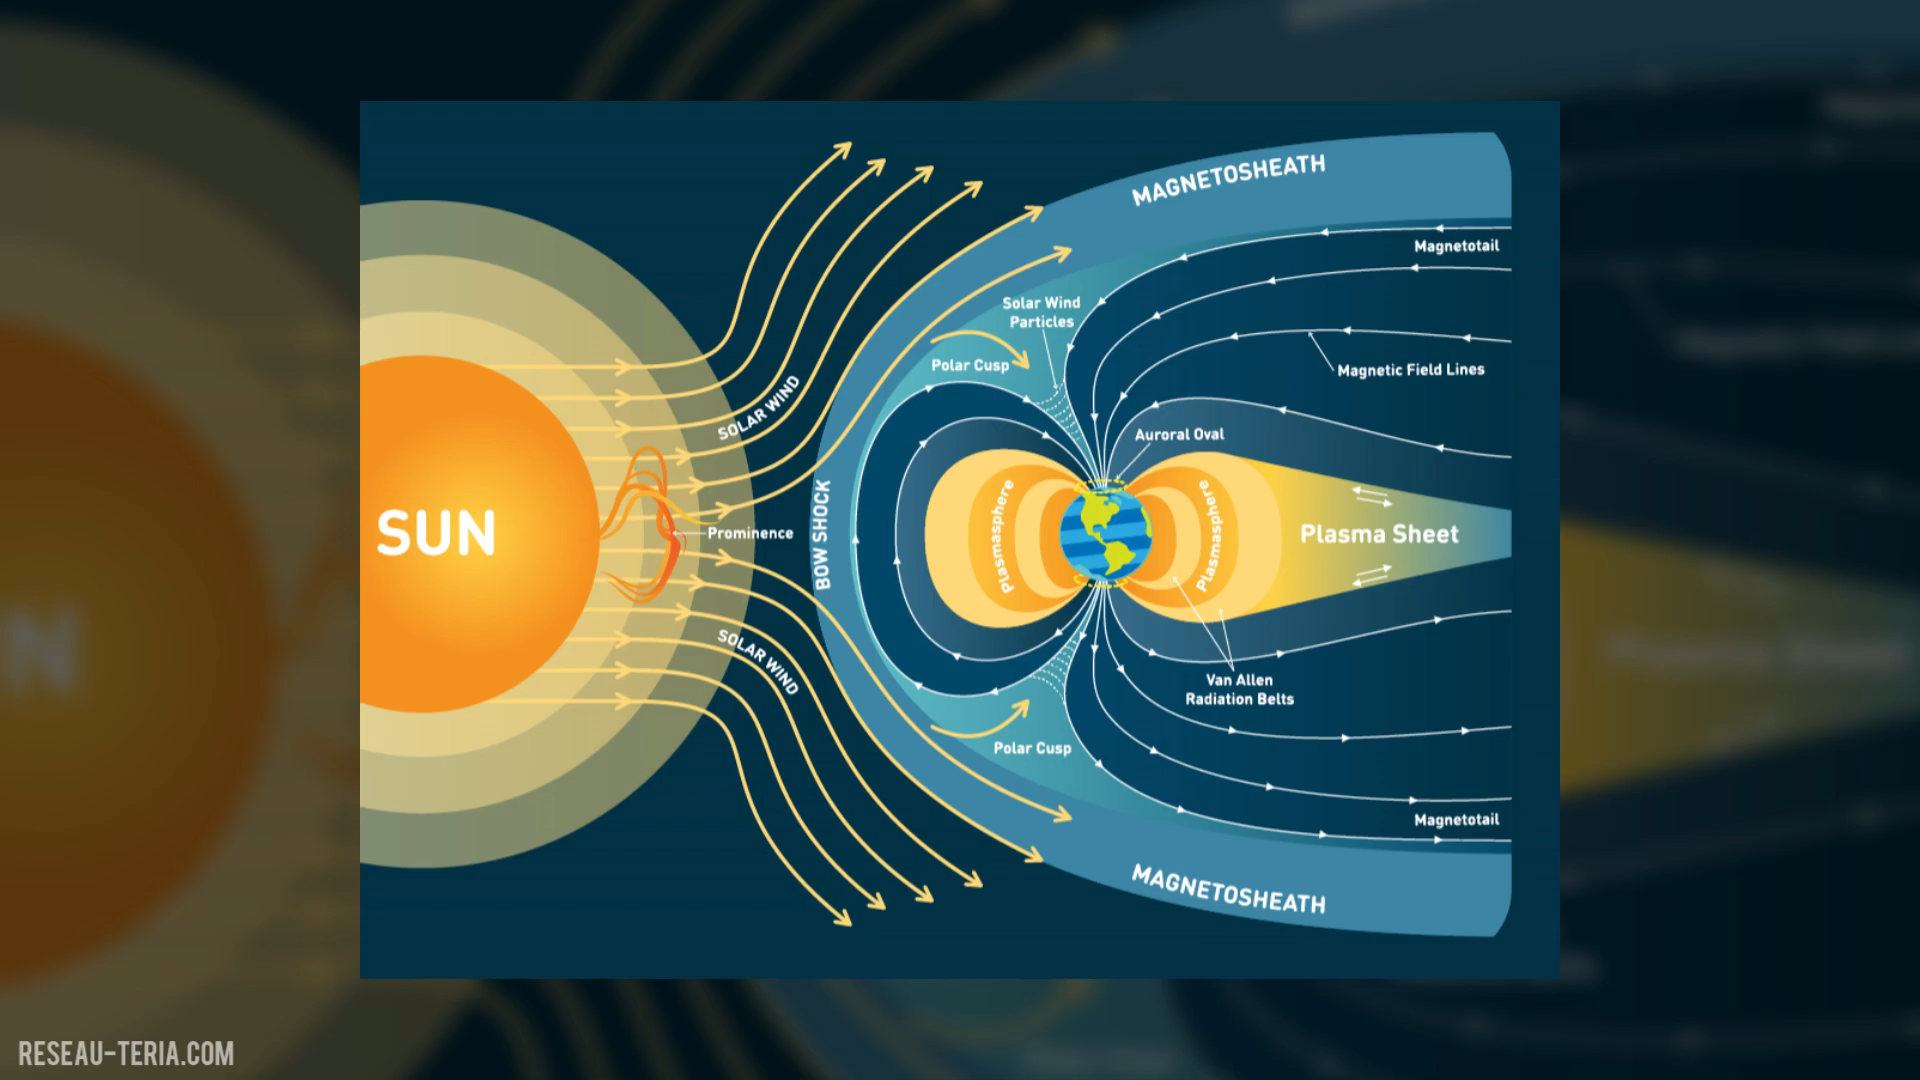 MAGNETOSHEATH
Magnetotail
Solar Wind
Particles
Polar Cusp
Magnetic Field Lines
SOLAR WIND
Auroral Oval
SUN
Prominence
BOW SHOCK
Plasmasphere
Plasmasphere
Plasma Sheet
SOLAR WIND
Van Allen
Radiation Belts
Polar Cusp
Magnetotail
MAGNETOSHEATH
RESEAU-TERIA.COM